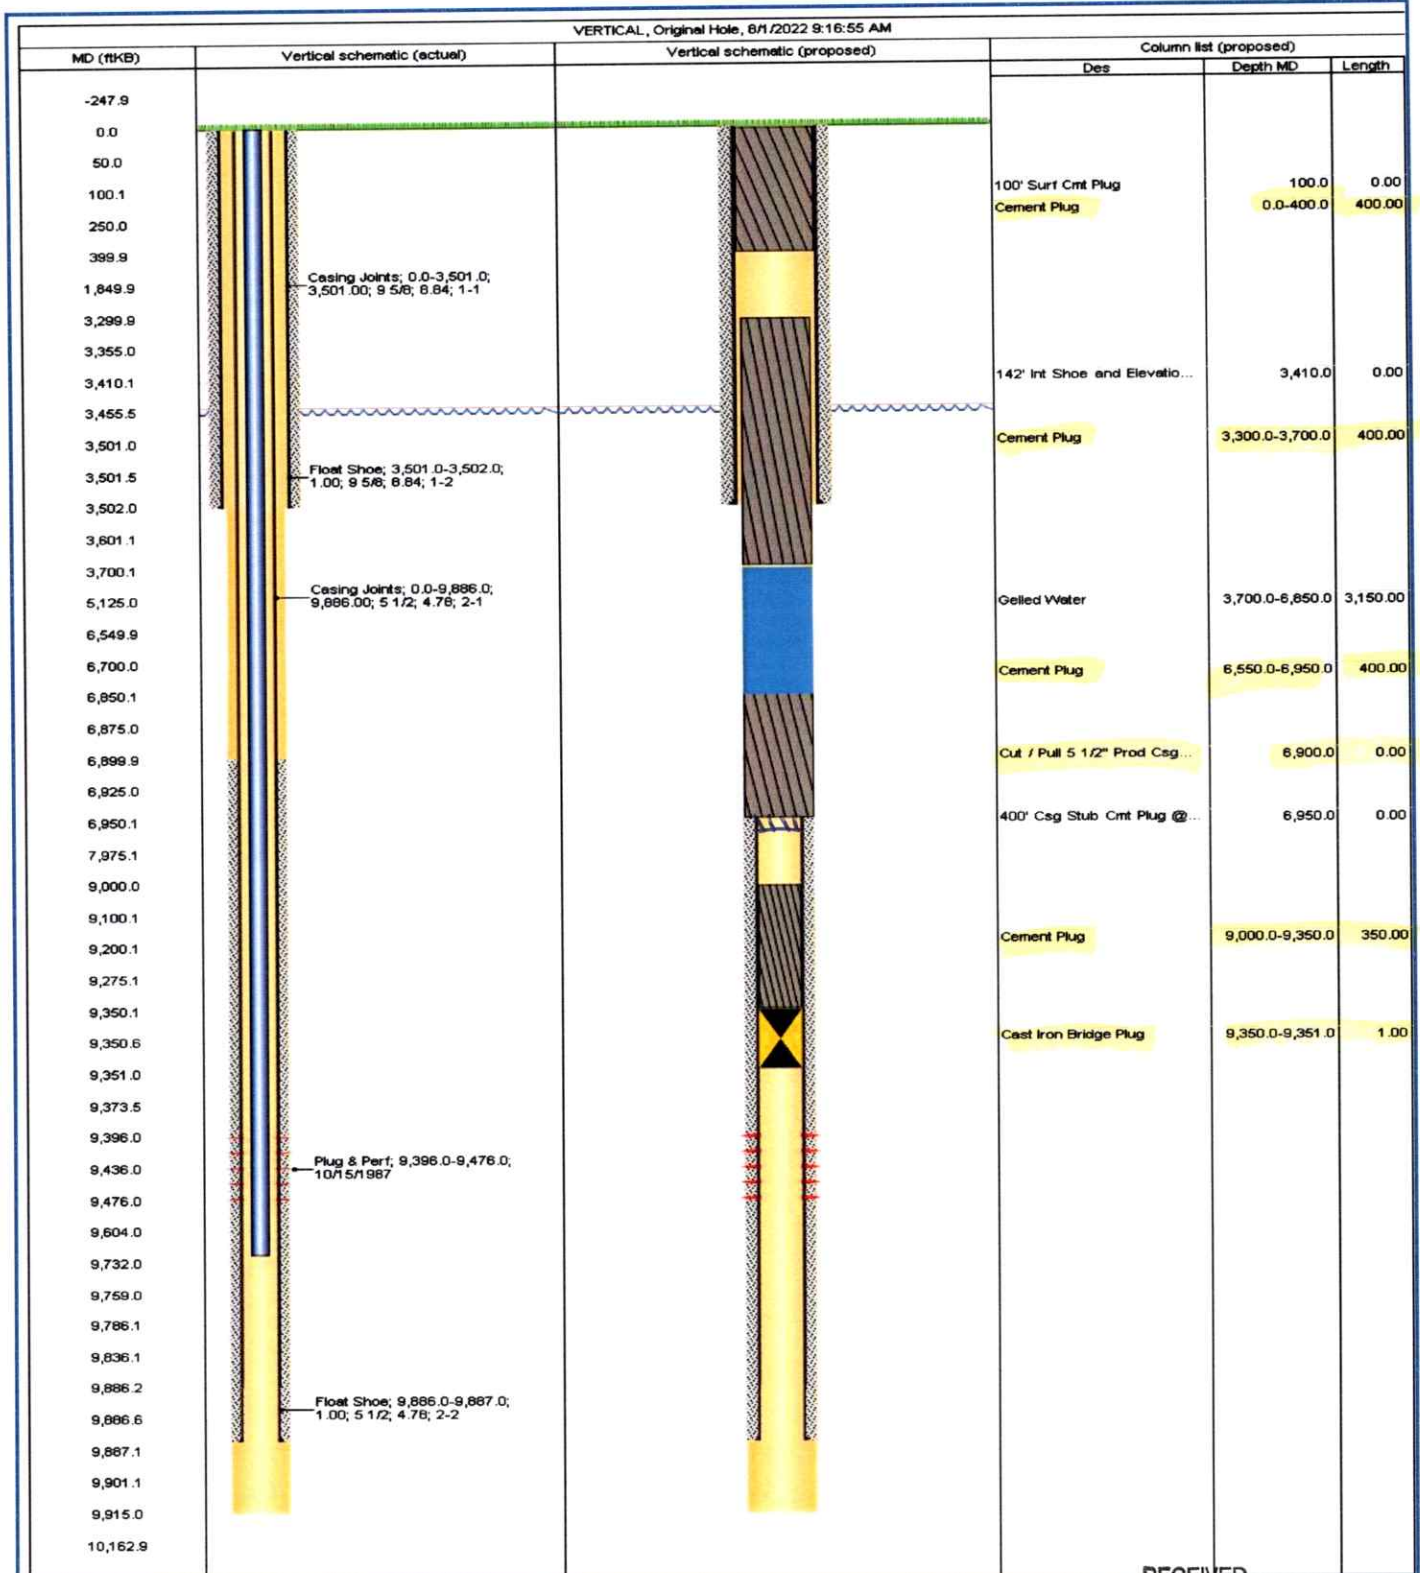 VERTICAL, Original Hole, 8/1/2022 9:16:55 AM
MD (ftKB)
Vertical schematic (actual)
Vertical schematic (proposed)
Column list (proposed)
Des
Depth MD
Length
-247.9
0.0
50.0
100.1
250.0
399.9
1,849.9
3,299.9
3,355.0
3,410.1
3,455.5
3,501.0
3,501.5
3,502.0
3,601.1
3,700.1
5,125.0
6,549.9
6,700.0
6,850.1
6,875.0
6,899.9
6,925.0
6,950.1
7,975.1
9,000.0
9,100.1
9,200.1
9,275.1
9,350.1
9,350.6
9,351.0
9,373.5
9,396.0
9,436.0
9,476.0
9,604.0
9,732.0
9,759.0
9,786.1
9,836.1
9,886.2
9,886.6
9,887.1
9,901.1
9,915.0
10,162.9
Casing Joints; 0.0-3,501.0;
3,501.00; 9 5/8; 8.84; 1-1
Float Shoe; 3,501.0-3,502.0;
1.00; 9 5/8; 8.84; 1-2
Casing Joints; 0.0-9,886.0;
9,886.00; 5 1/2; 4.78; 2-1
Plug & Perf; 9,396.0-9,476.0;
10/15/1987
Float Shoe; 9,886.0-9,887.0;
1.00; 5 1/2; 4.78; 2-2
100' Surf Cmt Plug 100.0 0.00
Cement Plug 0.0-400.0 400.00
142' Int Shoe and Elevatio... 3,410.0 0.00
Cement Plug 3,300.0-3,700.0 400.00
Gelled Water 3,700.0-6,850.0 3,150.00
Cement Plug 6,550.0-6,950.0 400.00
Cut / Pull 5 1/2" Prod Csg... 6,900.0 0.00
400' Csg Stub Cmt Plug @... 6,950.0 0.00
Cement Plug 9,000.0-9,350.0 350.00
Cast Iron Bridge Plug 9,350.0-9,351.0 1.00
RECEIVED